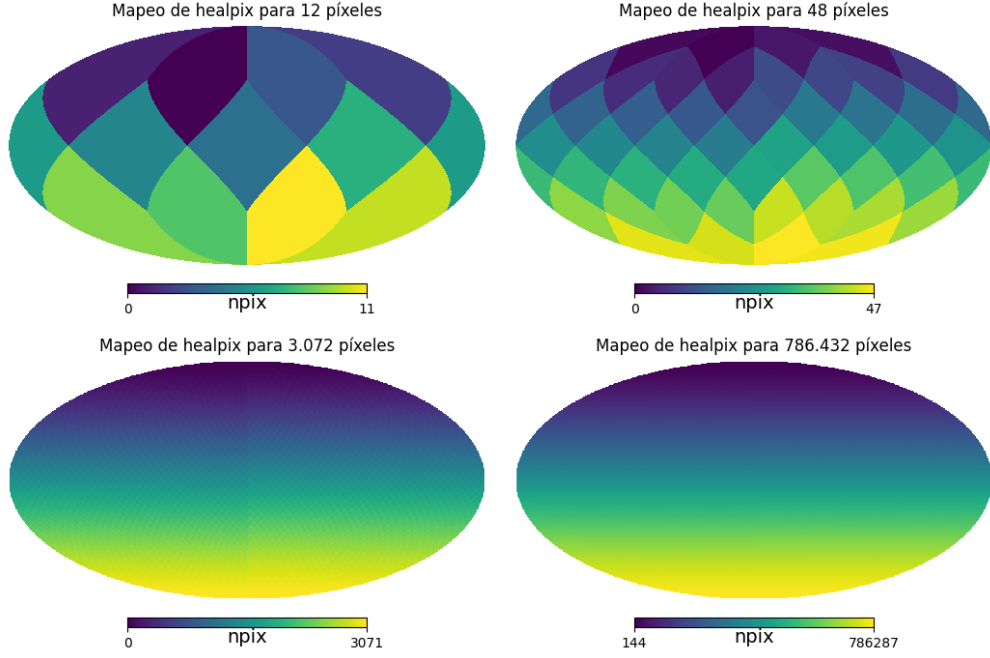 Mapeo de healpix para 12 píxeles
Mapeo de healpix para 48 píxeles
0 npix 11
0 npix 47
Mapeo de healpix para 3.072 píxeles
Mapeo de healpix para 786.432 píxeles
0 npix 3071
144 npix 786287